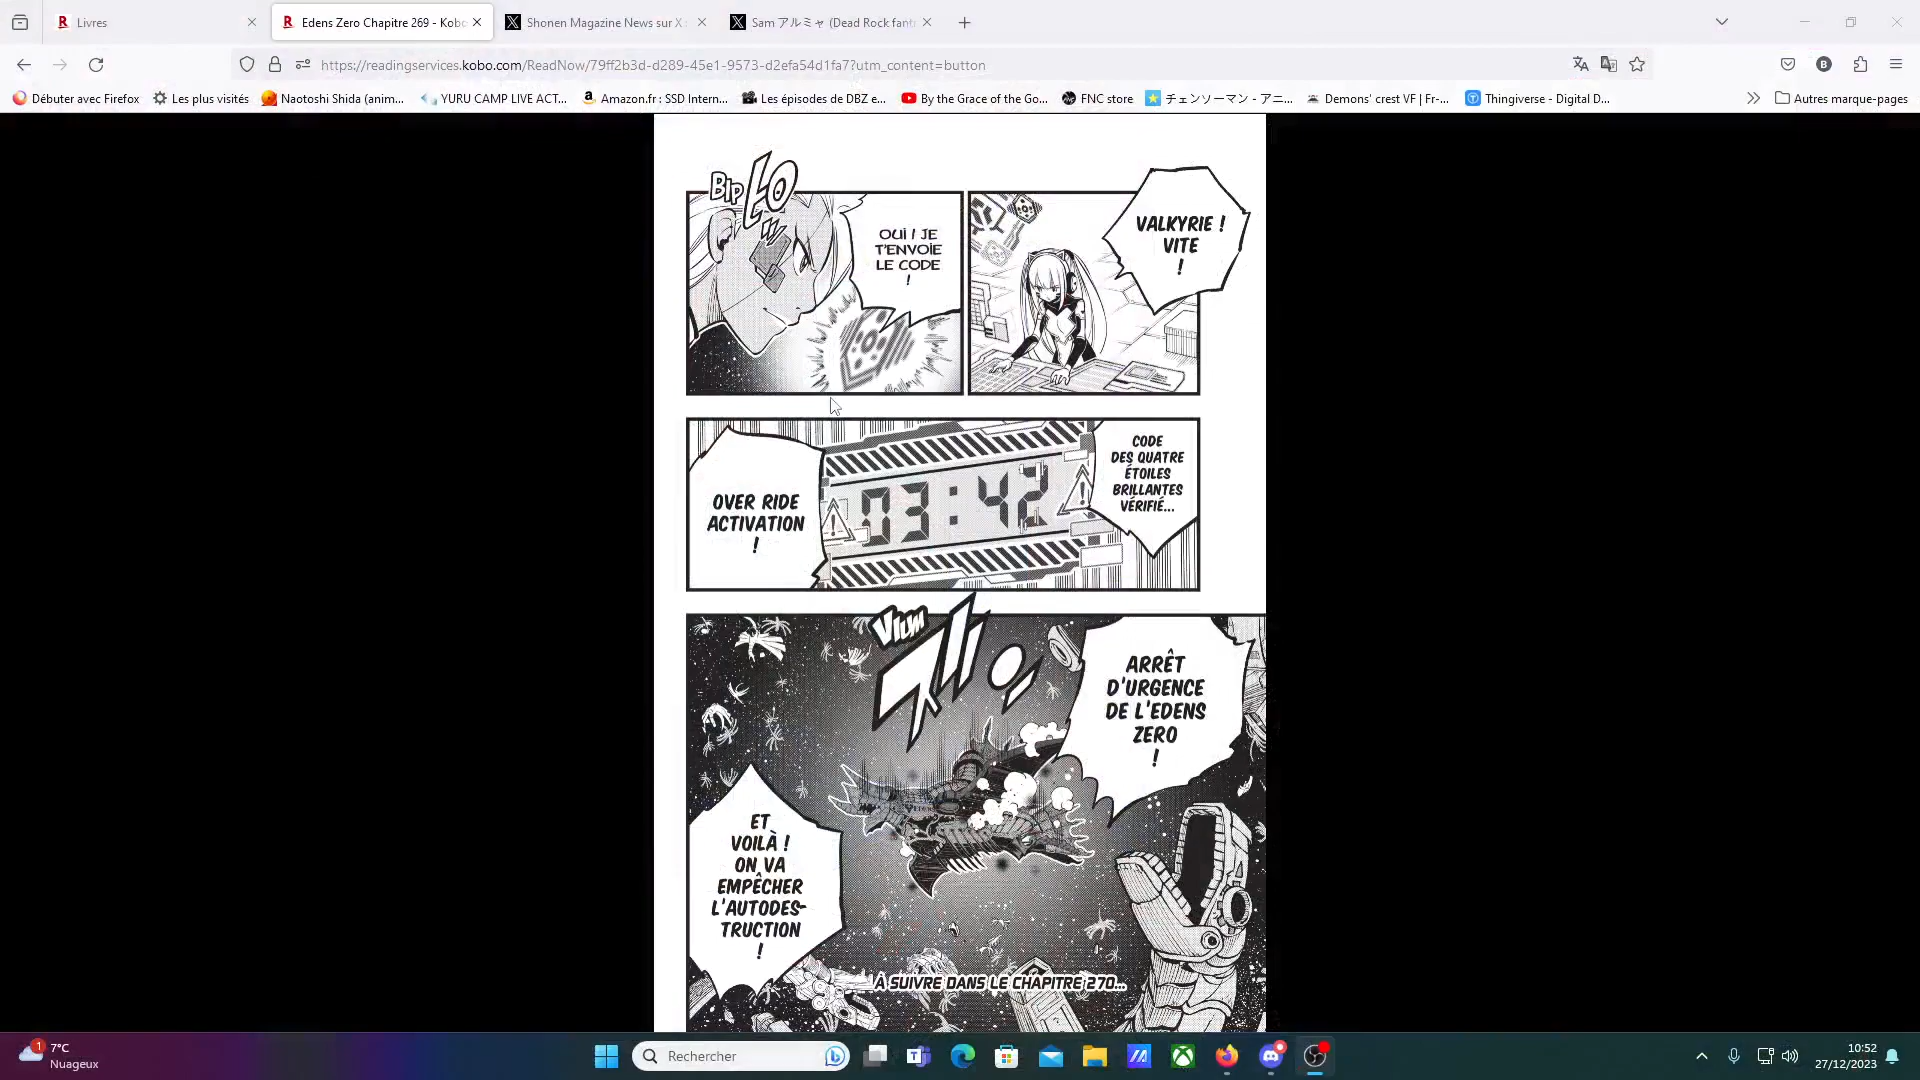 Livres
Edens Zero Chapitre 269 - Kobo
Shonen Magazine News sur X
Sam アルミャ (Dead Rock fant
https://readingservices.kobo.com/ReadNow/79ff2b3d-d289-45e1-9573-d2efa54d1fa7?utm_content=button
B
Débuter avec Firefox
Les plus visités
Naotoshi Shida (anim...
YURU CAMP LIVE ACT...
Amazon.fr : SSD Intern...
Les épisodes de DBZ e...
By the Grace of the Go...
FNC store
チェンソーマン - アニ...
Demons' crest VF | Fr-...
Thingiverse - Digital D...
Autres marque-pages
VALKYRIE !
VITE
!
BIP
OUI ! JE
T'ENVOIE
LE CODE
!
CODE
DES QUATRE
ÉTOILES
BRILLANTES
VÉRIFIÉ...
03:42
OVER RIDE
ACTIVATION
!
ARRÊT
D'URGENCE
DE L'EDENS
ZERO
!
ET
VOILÀ !
ON VA
EMPÊCHER
L'AUTODES-
TRUCTION
!
À SUIVRE DANS LE CHAPITRE 270...
1
7°C
Nuageux
Rechercher
10:52
27/12/2023